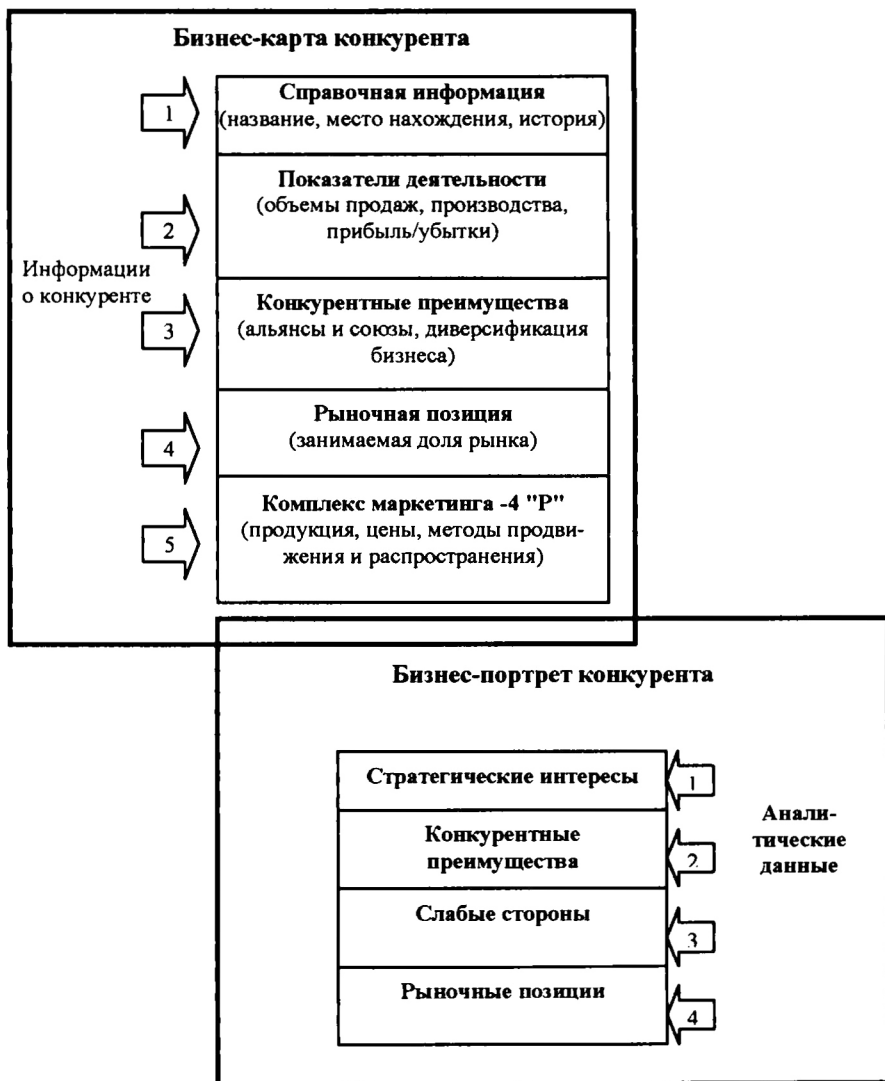 Бизнес-карта конкурента
1
Справочная информация
(название, место нахождения, история)
Показатели деятельности
(объемы продаж, производства,
прибыль/убытки)
2
Информации
о конкуренте
3
Конкурентные преимущества
(альянсы и союзы, диверсификация
бизнеса)
4
Рыночная позиция
(занимаемая доля рынка)
5
Комплекс маркетинга -4 "Р"
(продукция, цены, методы продви-
жения и распространения)
Бизнес-портрет конкурента
Стратегические интересы
1
Конкурентные
преимущества
2
Слабые стороны
3
Рыночные позиции
4
Анали-
тические
данные